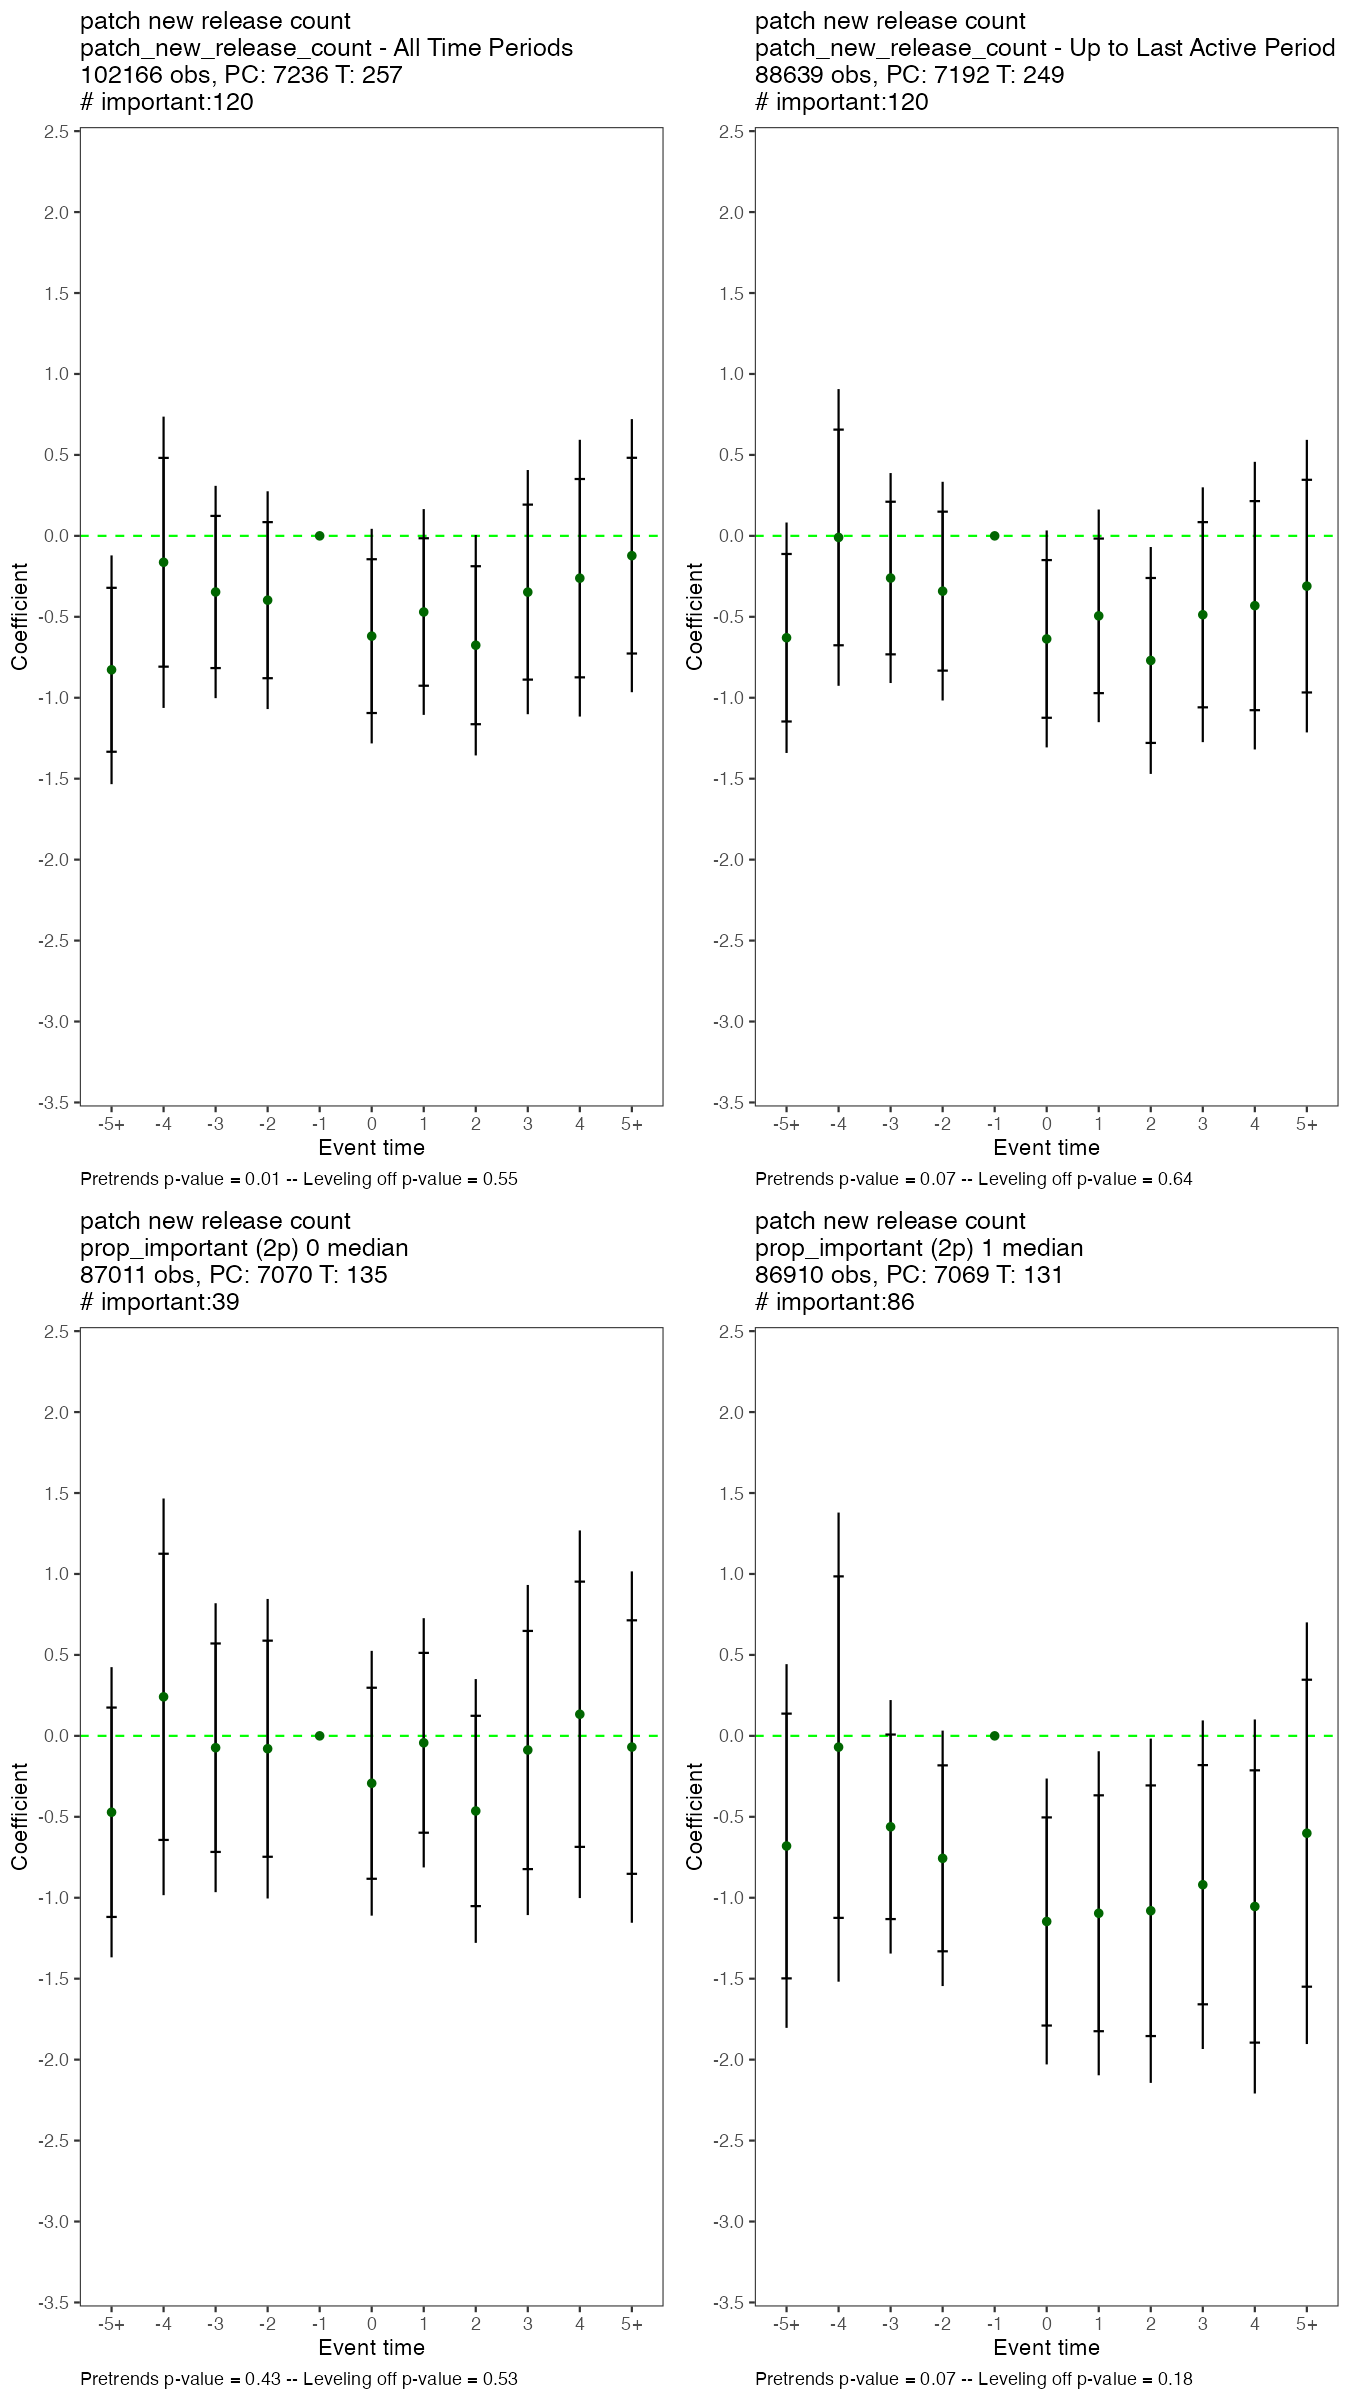 patch new release count
patch_new_release_count - All Time Periods
102166 obs, PC: 7236 T: 257
# important:120
2.5
2.0
1.5
1.0
0.5
0.0
-0.5
-1.0
-1.5
-2.0
-2.5
-3.0
-3.5
Coefficient
-5+ -4 -3 -2 -1 0 1 2 3 4 5+
Event time
Pretrends p-value = 0.01 -- Leveling off p-value = 0.55
patch new release count
patch_new_release_count - Up to Last Active Period
88639 obs, PC: 7192 T: 249
# important:120
2.5
2.0
1.5
1.0
0.5
0.0
-0.5
-1.0
-1.5
-2.0
-2.5
-3.0
-3.5
Coefficient
-5+ -4 -3 -2 -1 0 1 2 3 4 5+
Event time
Pretrends p-value = 0.07 -- Leveling off p-value = 0.64
patch new release count
prop_important (2p) 0 median
87011 obs, PC: 7070 T: 135
# important:39
2.5
2.0
1.5
1.0
0.5
0.0
-0.5
-1.0
-1.5
-2.0
-2.5
-3.0
-3.5
Coefficient
-5+ -4 -3 -2 -1 0 1 2 3 4 5+
Event time
Pretrends p-value = 0.43 -- Leveling off p-value = 0.53
patch new release count
prop_important (2p) 1 median
86910 obs, PC: 7069 T: 131
# important:86
2.5
2.0
1.5
1.0
0.5
0.0
-0.5
-1.0
-1.5
-2.0
-2.5
-3.0
-3.5
Coefficient
-5+ -4 -3 -2 -1 0 1 2 3 4 5+
Event time
Pretrends p-value = 0.07 -- Leveling off p-value = 0.18